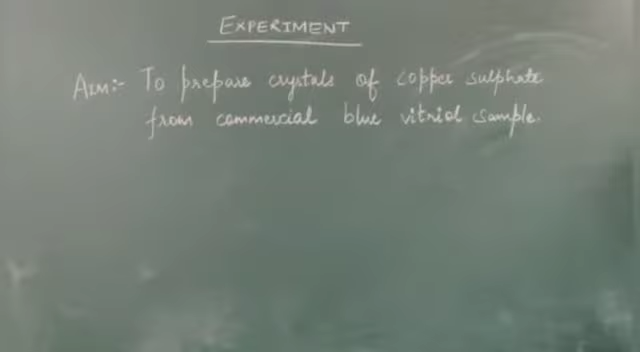 EXPERIMENT
AIM:- To prepare crystals of copper sulphate
from commercial blue vitriol sample.